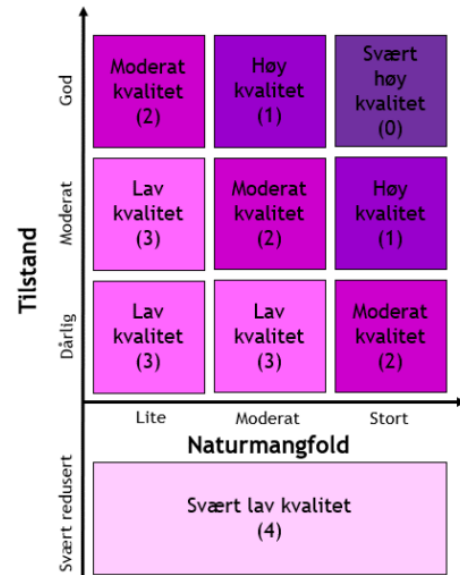 God
Moderat
kvalitet
(2)
Høy
kvalitet
(1)
Svært
høy
kvalitet
(0)
Tilstand
Moderat
Lav
kvalitet
(3)
Moderat
kvalitet
(2)
Høy
kvalitet
(1)
Dårlig
Lav
kvalitet
(3)
Lav
kvalitet
(3)
Moderat
kvalitet
(2)
Lite
Moderat
Stort
Naturmangfold
Svært redusert
Svært lav kvalitet
(4)